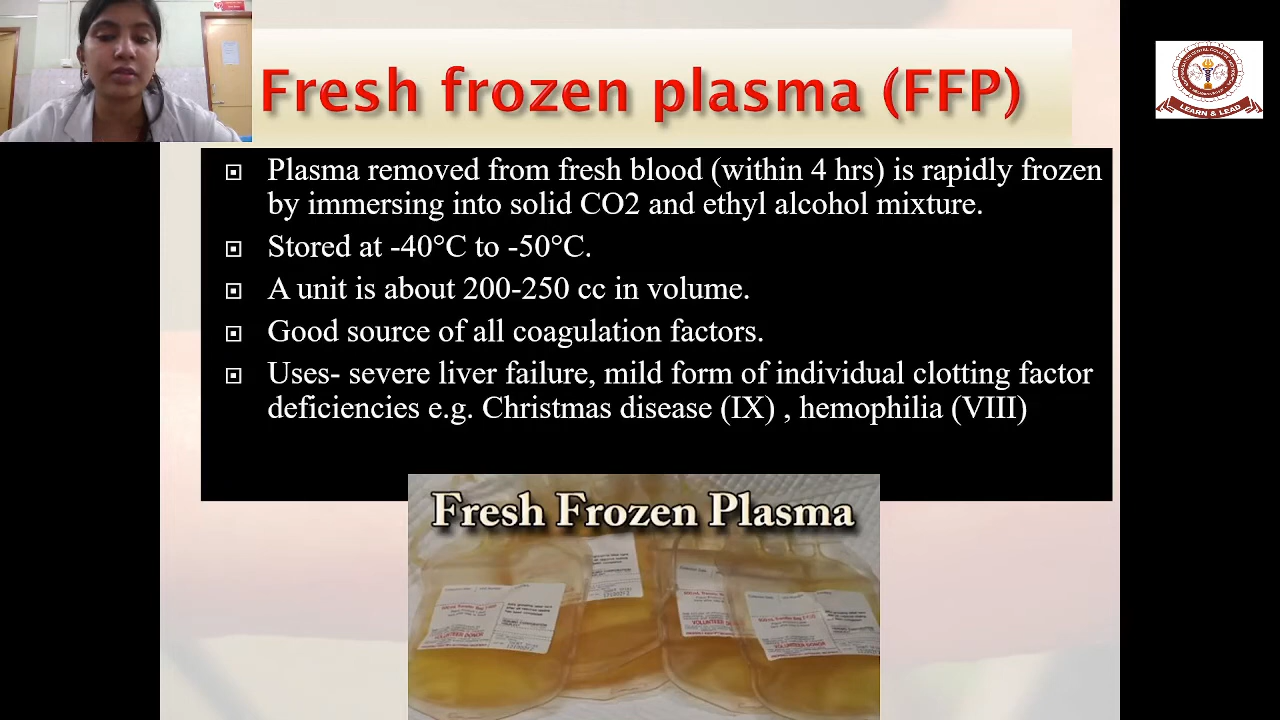 Fresh frozen plasma (FFP)
LEARN & LEAD
Plasma removed from fresh blood (within 4 hrs) is rapidly frozen
by immersing into solid CO2 and ethyl alcohol mixture.
Stored at -40°C to -50°C.
A unit is about 200-250 cc in volume.
Good source of all coagulation factors.
Uses- severe liver failure, mild form of individual clotting factor
deficiencies e.g. Christmas disease (IX) , hemophilia (VIII)
Fresh Frozen Plasma
VOLUNTEER DONOR
VOLUNTEER DONOR
VOLUNTEER DONOR